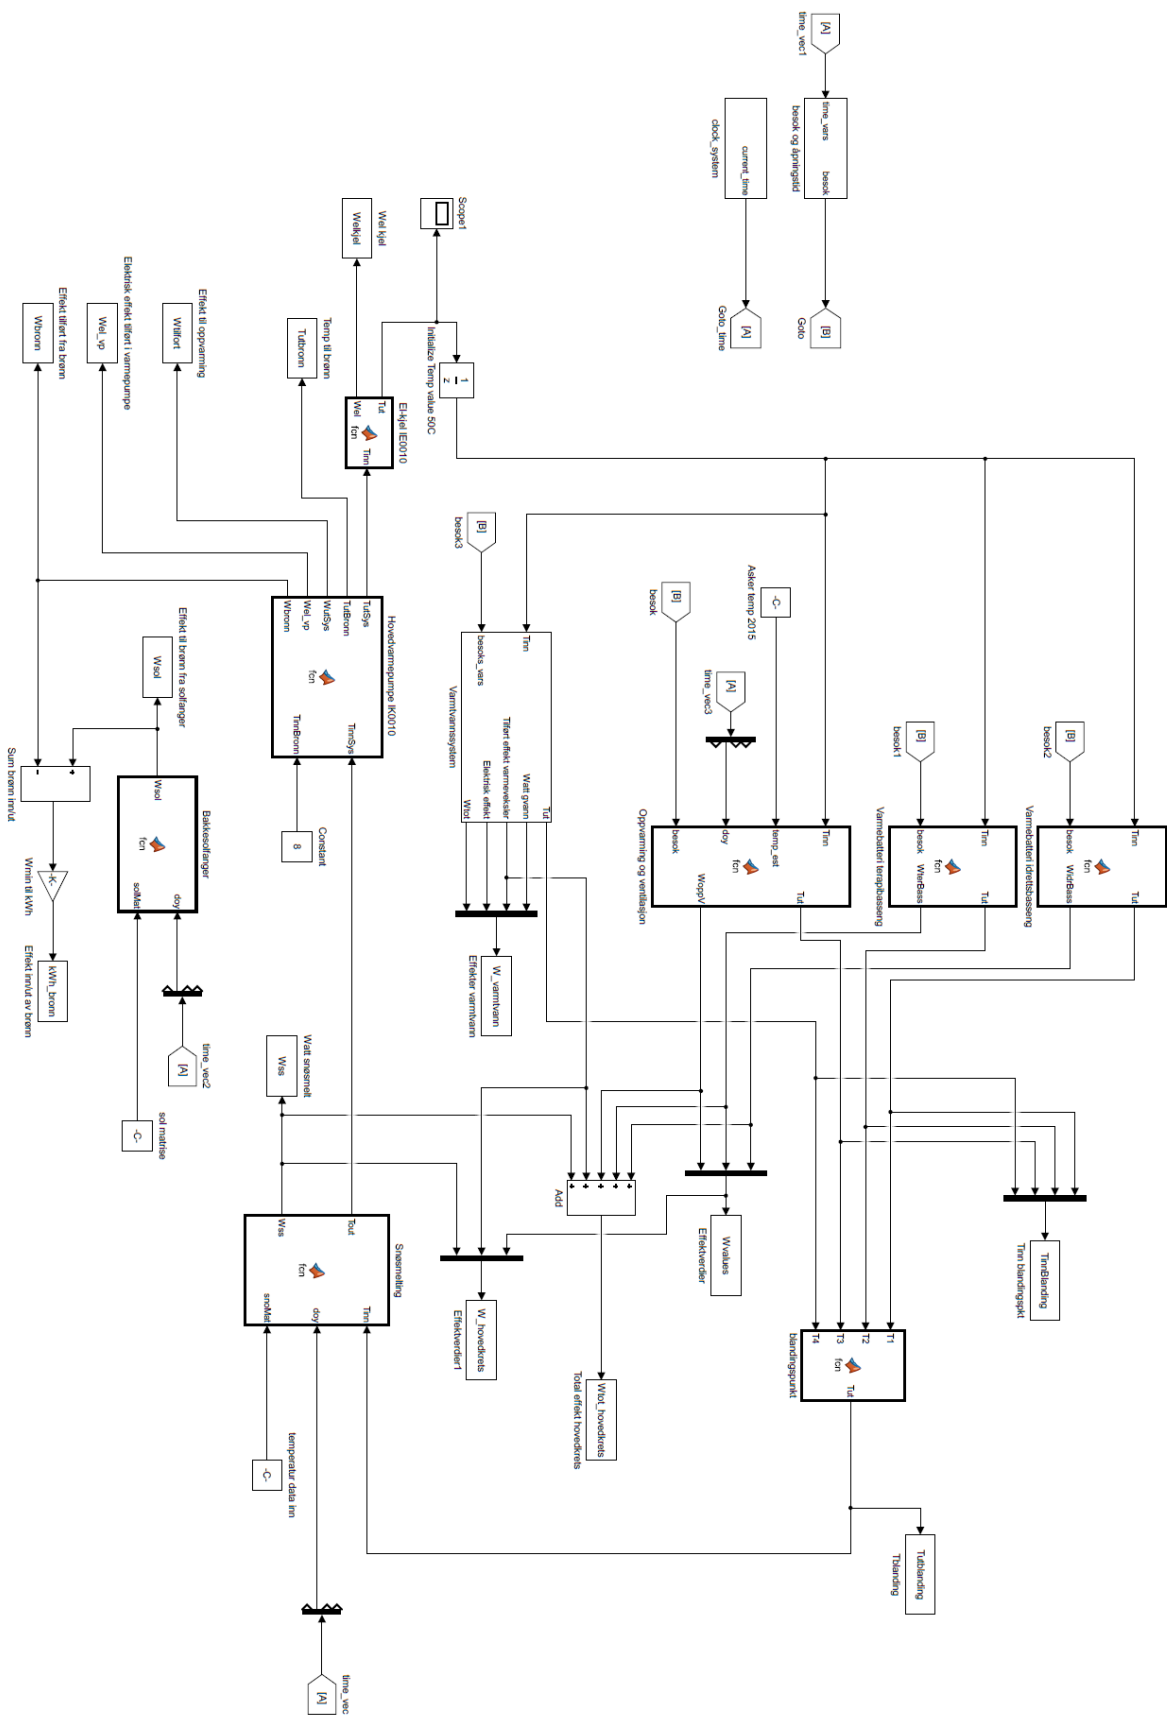 [A]
time_vec1
time_vars
besok
besok og åpningstid
[B]
Goto
current_time
clock_system
[A]
Goto_time
Scope1
Welkjel
Wel kjel
1
z
Initialize Temp value 50C
Tut
Wel
fcn
Tinn
El-kjel IE0010
Tutbronn
Temp til brønn
Wtilfort
Effekt til oppvarming
Wel_vp
Elektrisk effekt tilført i varmepumpe
Wbronn
Effekt tilført fra brønn
TutSys
TutBronn
WutSys
Wel_vp
Wbronn
fcn
TinnSys
TinnBronn
Hovedvarmepumpe IK0010
8
Constant
Wsol
Effekt til brønn fra solfanger
Wsol
fcn
doy
solMat
Bakkesolfanger
+
-
Sum brønn inn/ut
-K-
Wmin til kWh
kWh_bronn
Effekt inn/ut av brønn
[A]
time_vec2
-C-
sol matrise
[B]
besok3
Tinn
besoks_vars
Tut
Watt gvann
Tilført effekt varmeveksler
Elektrisk effekt
Wtot
Varmtvannssystem
W_varmtvann
Effekter varmtvann
-C-
Asker temp 2015
[B]
besok
[A]
time_vec3
Tinn
temp_est
doy
besok
fcn
Tut
WoppV
Oppvarming og ventilasjon
[B]
besok1
Tinn
besok
fcn
Tut
WterBass
Varmebatteri terapibasseng
[B]
besok2
Tinn
besok
fcn
Tut
WidrBass
Varmebatteri idrettsbasseng
Wss
Watt snøsmelt
+
+
+
+
+
Add
Wvalues
Effektverdier
W_hovedkrets
Effektverdier1
Wtot_hovedkrets
Total effekt hovedkrets
TinnBlanding
Tinn blandingspkt
T1
T2
T3
T4
fcn
Tut
blandingspunkt
Tutblanding
Tblanding
Tout
Wss
fcn
Tinn
doy
snoMat
Snøsmelting
-C-
temperatur data inn
[A]
time_vec